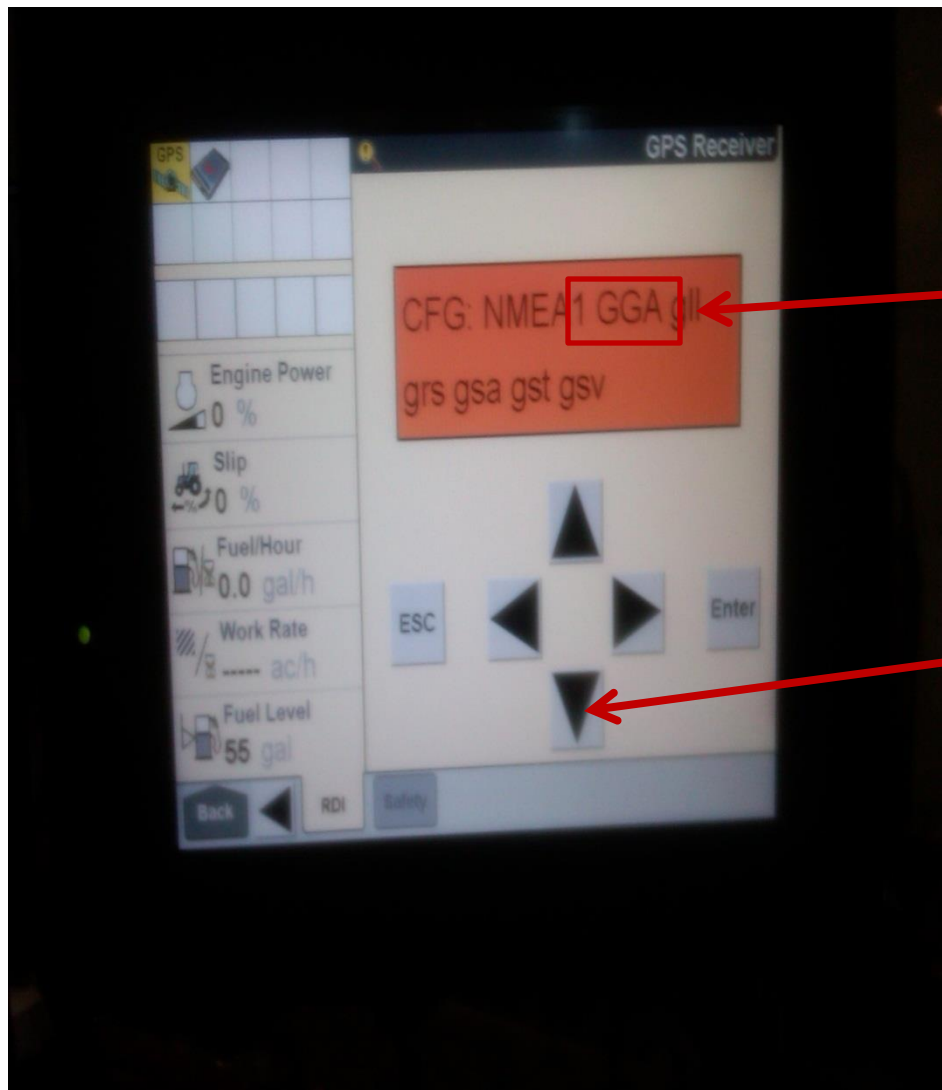 GPS
GPS Receiver
CFG: NMEA1 GGA gll
grs gsa gst gsv
Engine Power
0 %
Slip
0 %
Fuel/Hour
0.0 gal/h
Work Rate
----- ac/h
Fuel Level
55 gal
ESC
Enter
Back
RDI
Safety